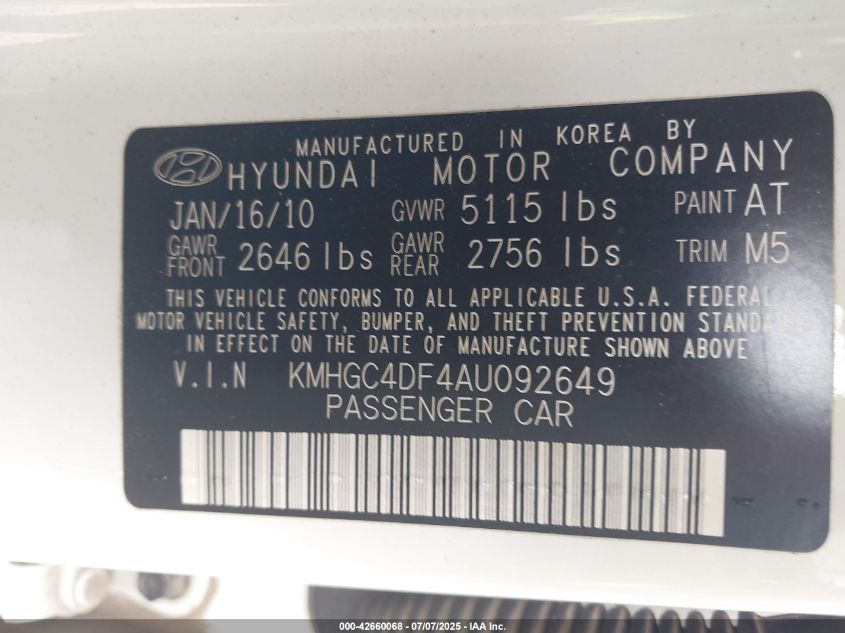 MANUFACTURED IN KOREA BY
HYUNDAI MOTOR COMPANY
JAN/16/10 GVWR 5115 lbs PAINT AT
GAWR FRONT 2646 lbs GAWR REAR 2756 lbs TRIM M5
THIS VEHICLE CONFORMS TO ALL APPLICABLE U.S.A. FEDERAL
MOTOR VEHICLE SAFETY, BUMPER, AND THEFT PREVENTION
IN EFFECT ON THE DATE OF MANUFACTURE SHOWN ABOVE
V.I.N KMHGC4DF4AU092649
PASSENGER CAR
000-42660068 - 07/07/2025 - IAA Inc.